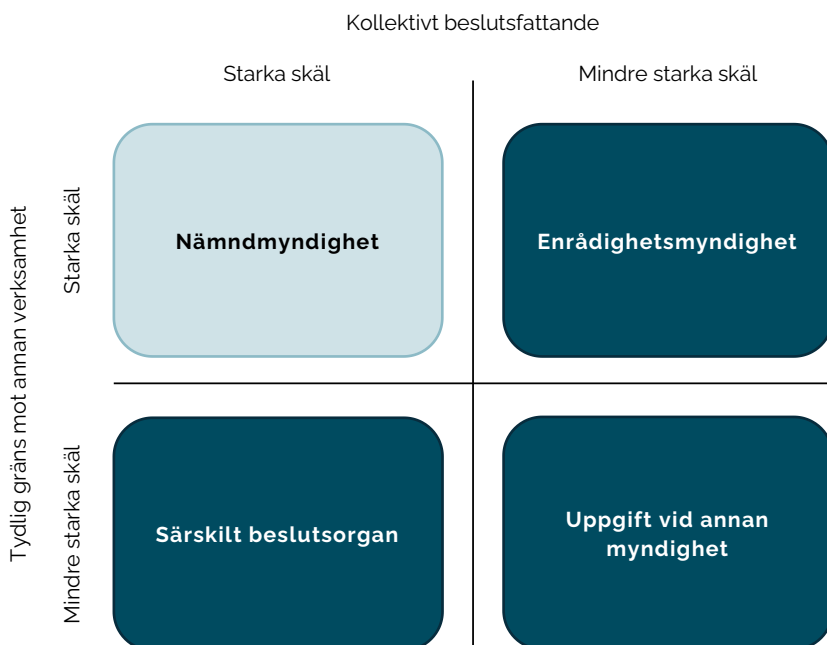 Kollektivt beslutsfattande
Starka skäl
Mindre starka skäl
Tydlig gräns mot annan verksamhet
Starka skäl
Nämndmyndighet
Enrådighetsmyndighet
Mindre starka skäl
Särskilt beslutsorgan
Uppgift vid annan
myndighet